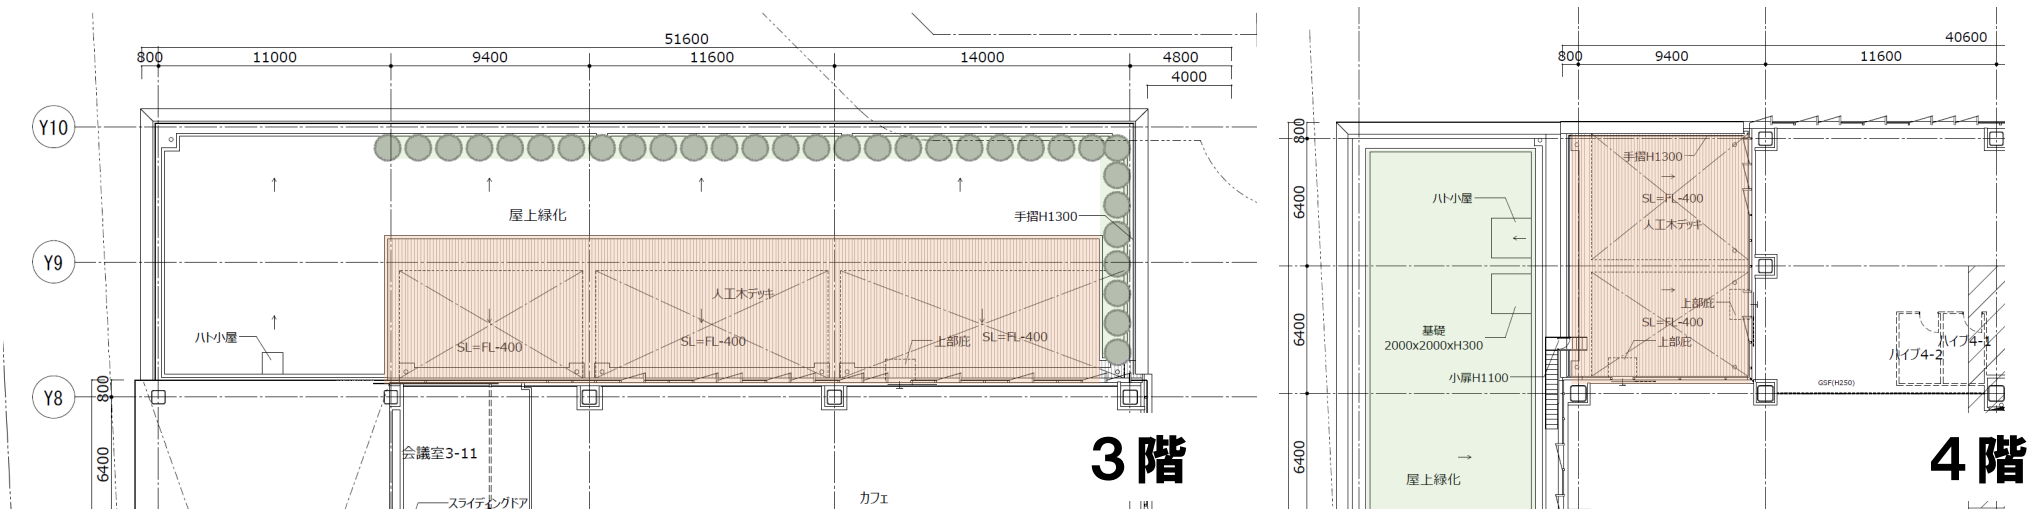 51600
800 11000 9400 11600 14000 4800
4000
Y10
屋上緑化
手摺H1300
Y9
人工木デッキ
ハト小屋
SL=FL-400
SL=FL-400
上部庇
SL=FL-400
Y8
800
6400
会議室3-11
スライディングドア
カフェ
3階
40600
800 9400 11600
800
6400
6400
6400
手摺H1300
ハト小屋
SL=FL-400
人工木デッキ
上部庇
SL=FL-400
基礎
2000x2000xH300
上部庇
小扉H1100
ハイブ4-2
ハイブ4-1
GSF(H250)
屋上緑化
4階